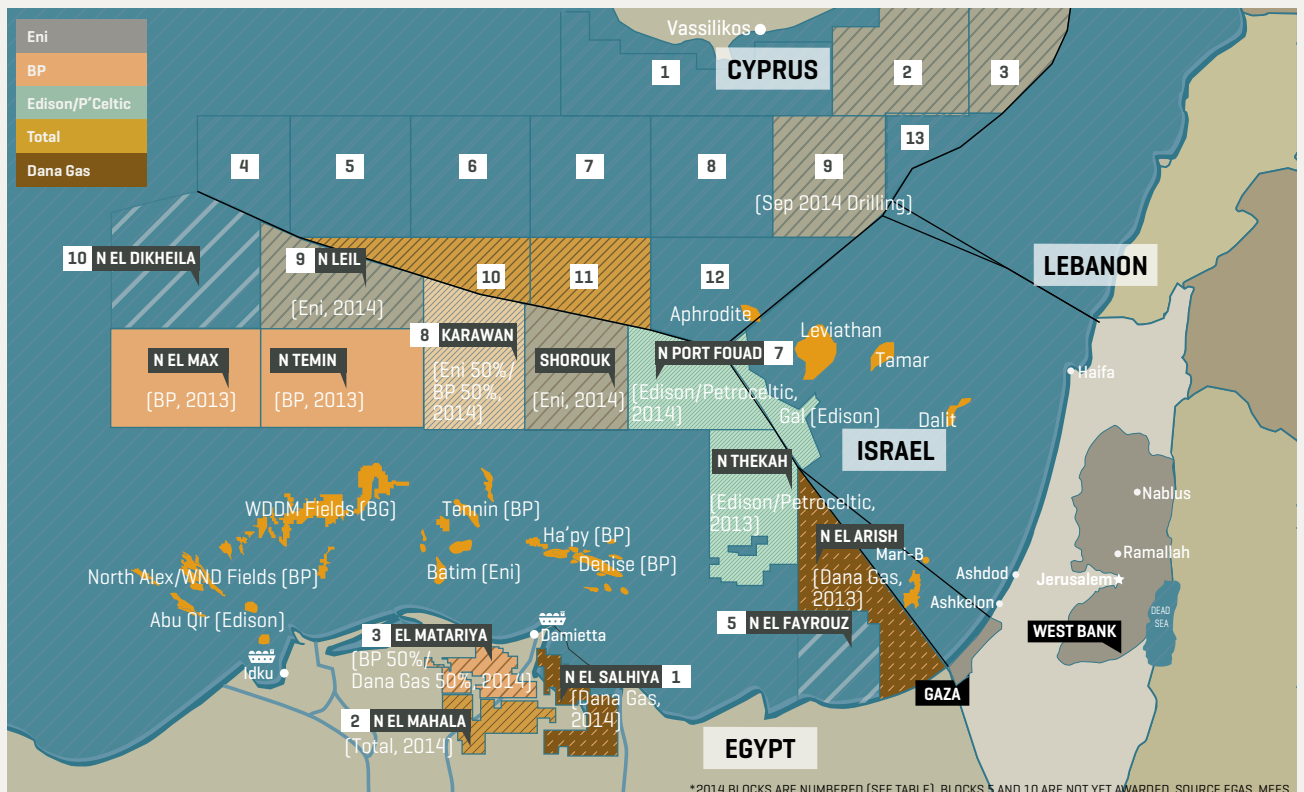 Eni
BP
Edison/P'Celtic
Total
Dana Gas
Vassilikos
CYPRUS
1
2
3
4
5
6
7
8
9
13
(Sep 2014 Drilling)
10 N EL DIKHEILA
9 N LEIL
(Eni, 2014)
10
11
12
LEBANON
Aphrodite
Leviathan
Tamar
8 KARAWAN
(Eni 50%/
BP 50%,
2014)
SHOROUK
(Eni, 2014)
N PORT FOUAD 7
(Edison/Petroceltic,
2014)
N EL MAX
(BP, 2013)
N TEMIN
(BP, 2013)
Haifa
Gal (Edison)
Dalit
ISRAEL
N THEKAH
(Edison/Petroceltic,
2013)
WDDM Fields (BG)
Tennin (BP)
Ha'py (BP)
Denise (BP)
North Alex/WND Fields (BP)
Batim (Eni)
Abu Qir (Edison)
N EL ARISH
(Dana Gas,
2013)
Mari-B
Nablus
Ramallah
Jerusalem
Ashdod
Ashkelon
DEAD
SEA
WEST BANK
5 N EL FAYROUZ
GAZA
3 EL MATARIYA
(BP 50%/
Dana Gas 50%, 2014)
Damietta
Idku
N EL SALHIYA 1
(Dana Gas,
2014)
2 N EL MAHALA
(Total, 2014)
EGYPT
*2014 BLOCKS ARE NUMBERED (SEE TABLE). BLOCKS 5 AND 10 ARE NOT YET AWARDED. SOURCE EGAS, MEES